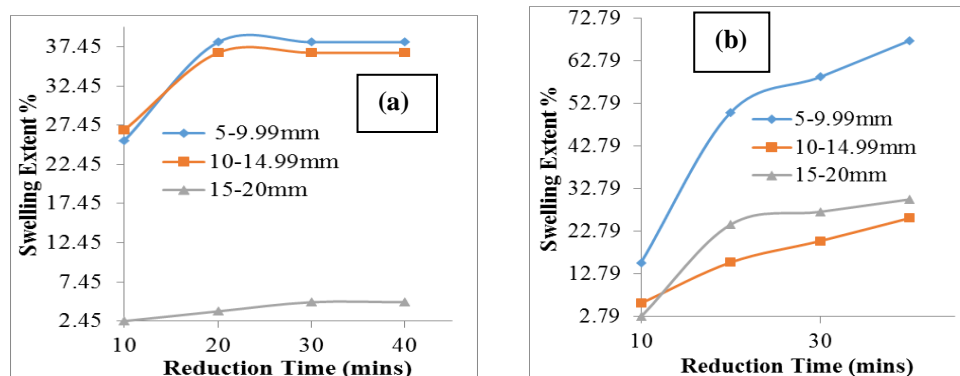 (a)
Swelling Extent %
37.45
32.45
27.45
22.45
17.45
12.45
7.45
2.45
5-9.99mm
10-14.99mm
15-20mm
10 20 30 40
Reduction Time (mins)
(b)
Swelling Extent %
72.79
62.79
52.79
42.79
32.79
22.79
12.79
2.79
5-9.99mm
10-14.99mm
15-20mm
10 30
Reduction Time (mins)